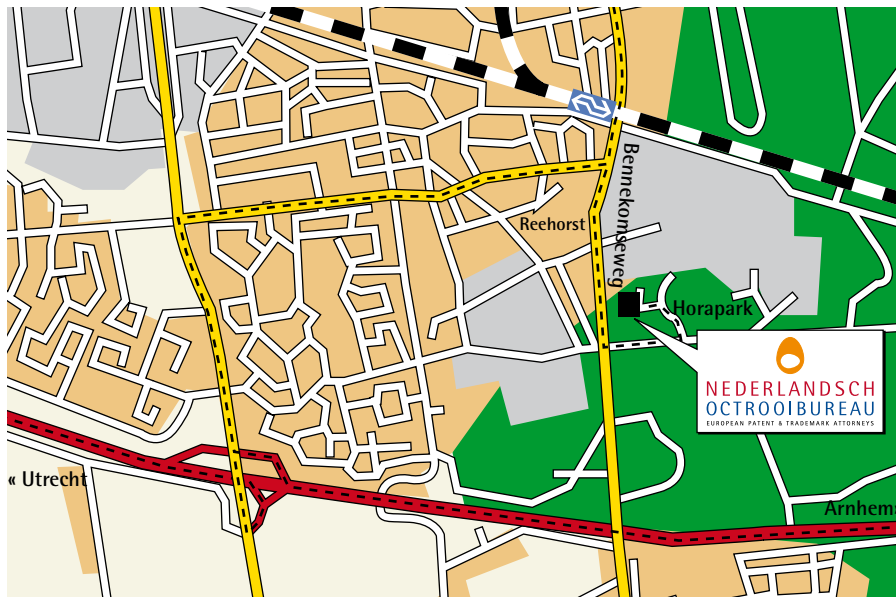 Bennekomseweg
Reehorst
Horapark
NEDERLANDSCH
OCTROOIBUREAU
EUROPEAN PATENT & TRADEMARK ATTORNEYS
« Utrecht
Arnhem